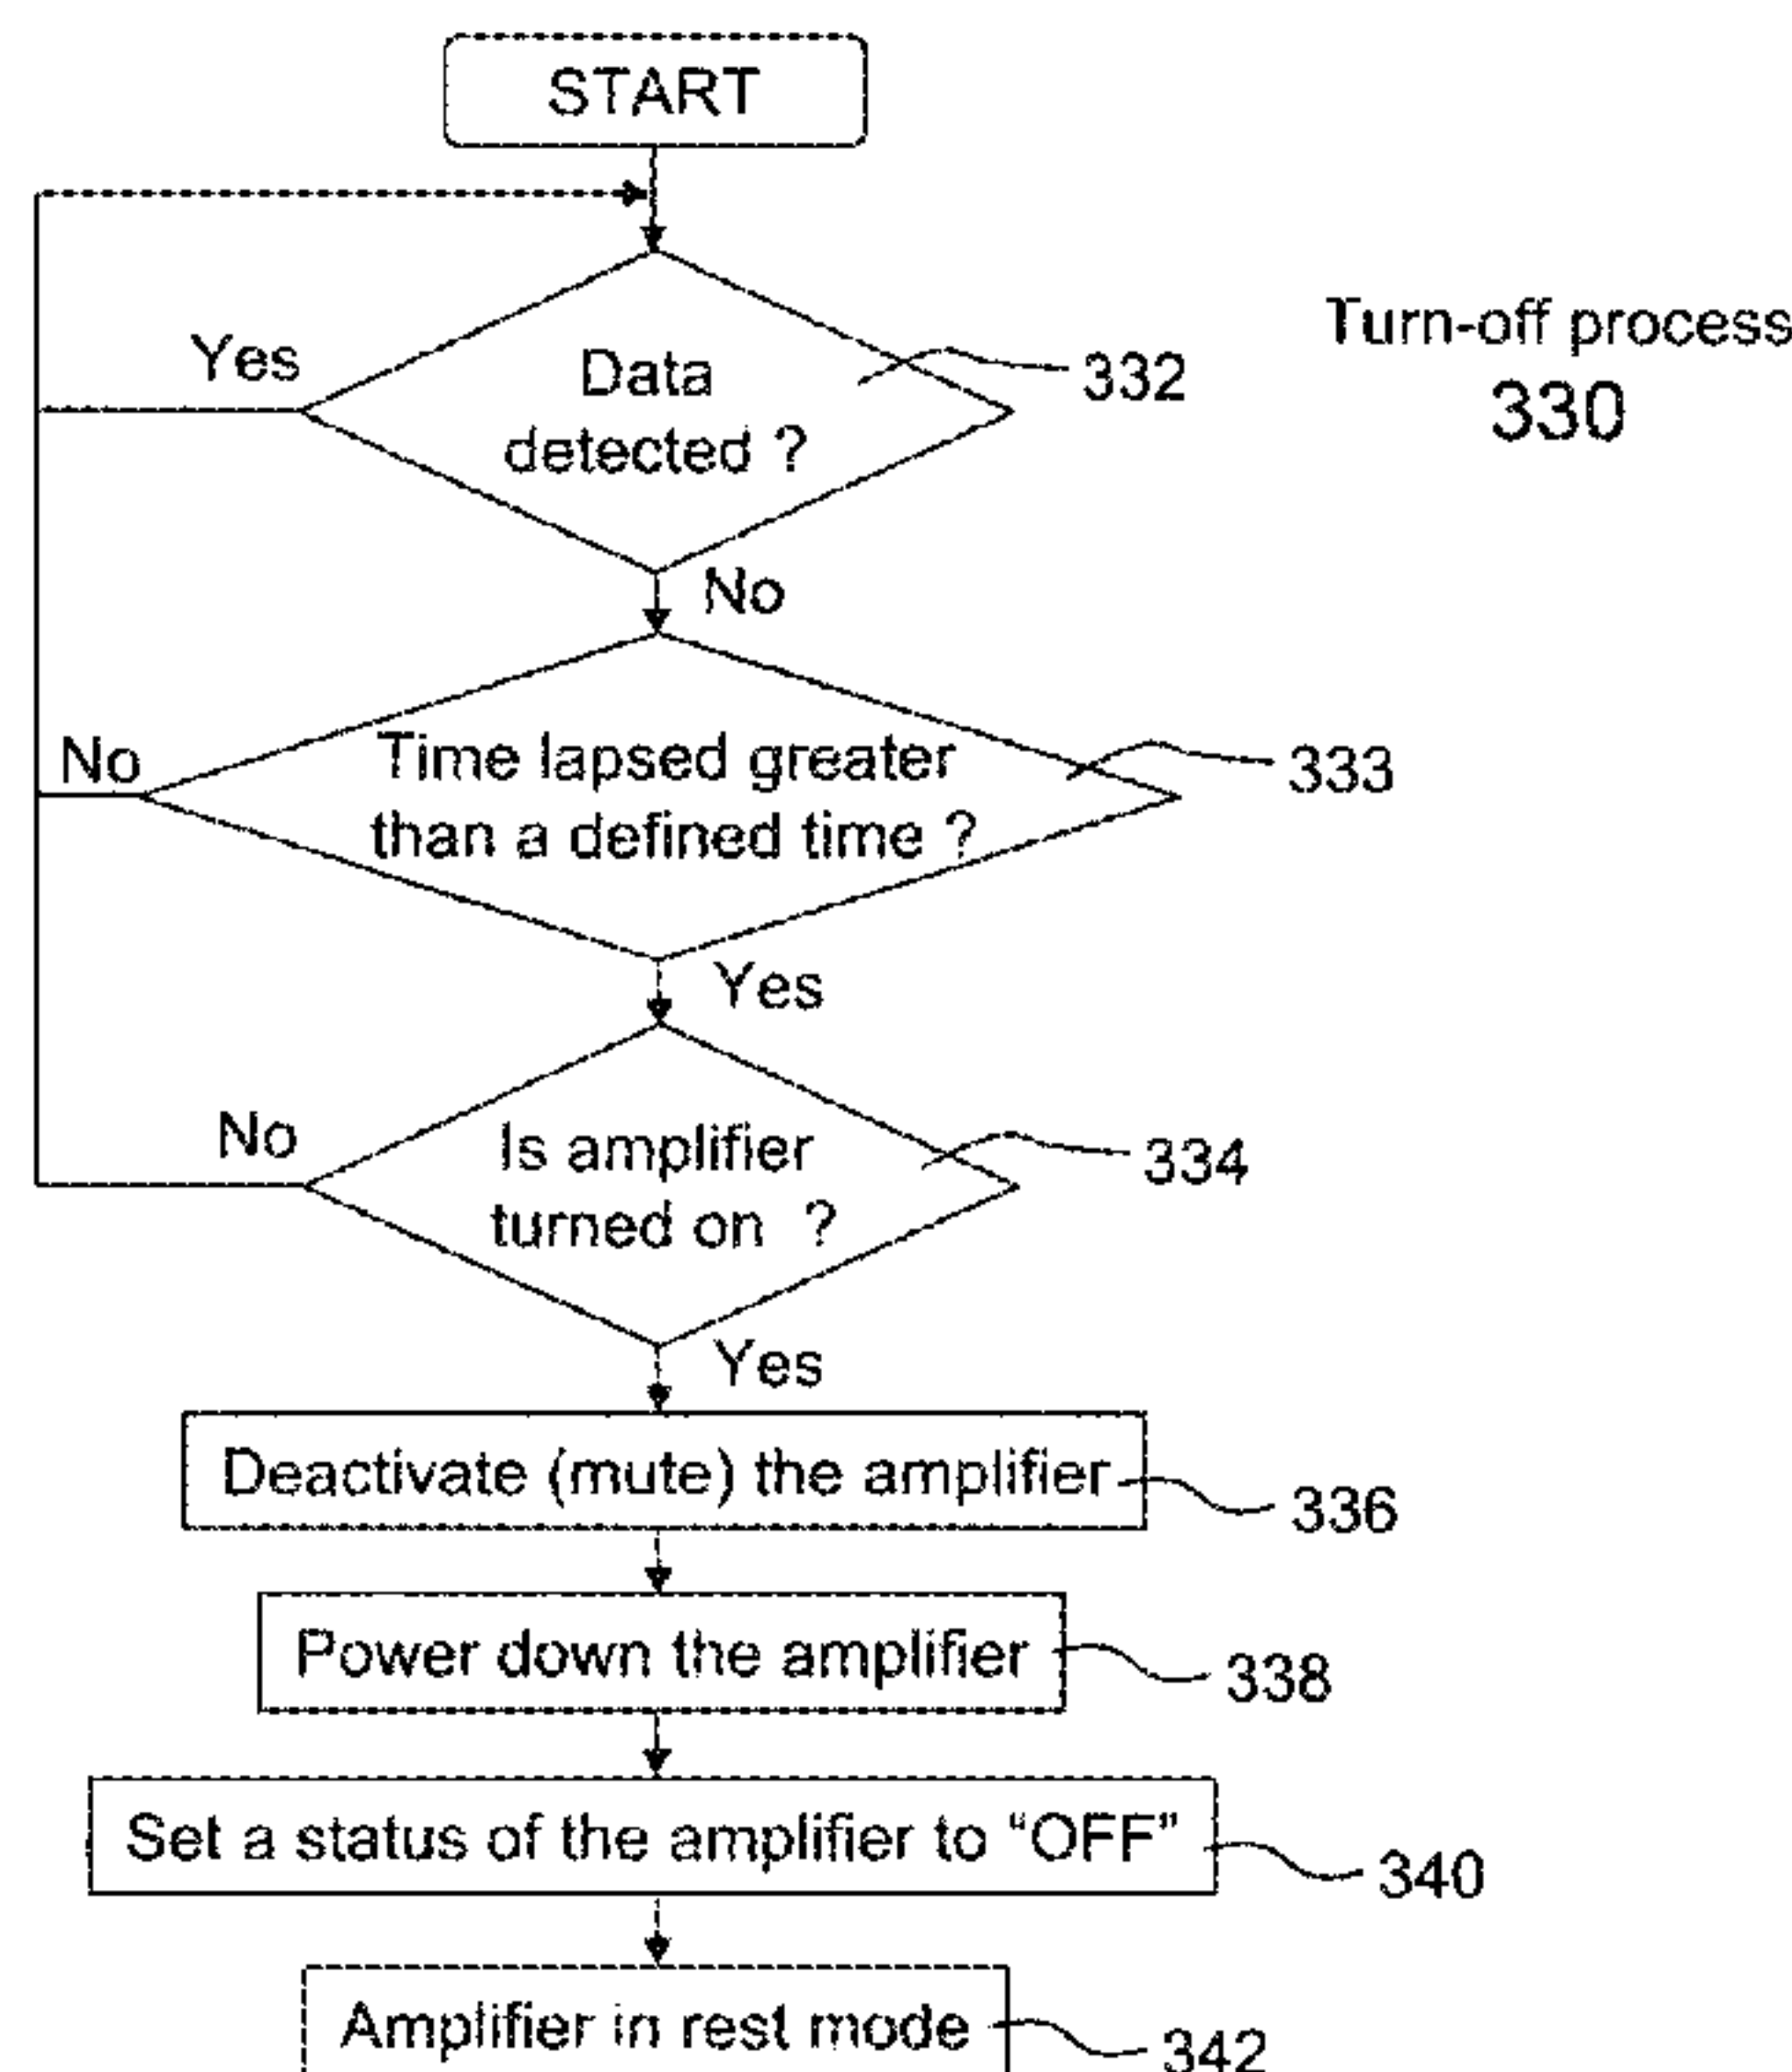 START
Turn-off process
330
Yes
Data
detected ?
332
No
No
Time lapsed greater
than a defined time ?
333
Yes
No
Is amplifier
turned on ?
334
Yes
Deactivate (mute) the amplifier
336
Power down the amplifier
338
Set a status of the amplifier to “OFF”
340
Amplifier in rest mode
342